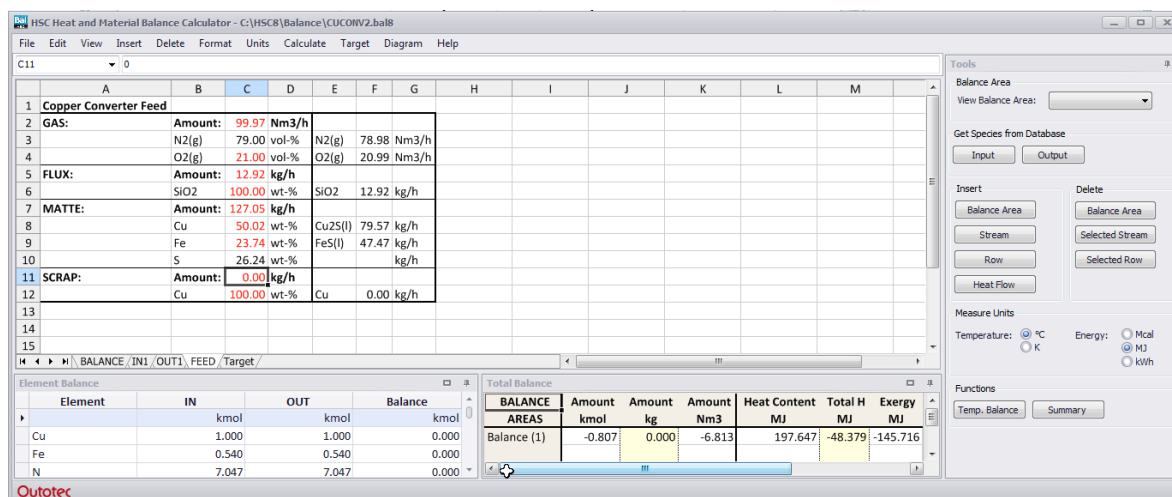 HSC Heat and Material Balance Calculator - C:\HSC8\Balance\CUCONV2.bal8
File Edit View Insert Delete Format Units Calculate Target Diagram Help
C11 0
A B C D E F G H I J K L M
1 Copper Converter Feed
2 GAS: Amount: 99.97 Nm3/h
3 N2(g) 79.00 vol-% N2(g) 78.98 Nm3/h
4 O2(g) 21.00 vol-% O2(g) 20.99 Nm3/h
5 FLUX: Amount: 12.92 kg/h
6 SiO2 100.00 wt-% SiO2 12.92 kg/h
7 MATTE: Amount: 127.05 kg/h
8 Cu 50.02 wt-% Cu2S(l) 79.57 kg/h
9 Fe 23.74 wt-% FeS(l) 47.47 kg/h
10 S 26.24 wt-% kg/h
11 SCRAP: Amount: 0.00 kg/h
12 Cu 100.00 wt-% Cu 0.00 kg/h
13
14
15
BALANCE IN1 OUT1 FEED Target
Element Balance
Element IN OUT Balance
kmol kmol kmol
Cu 1.000 1.000 0.000
Fe 0.540 0.540 0.000
N 7.047 7.047 0.000
Total Balance
BALANCE Amount Amount Amount Heat Content Total H Exergy
AREAS kmol kg Nm3 MJ MJ MJ
Balance (1) -0.807 0.000 -6.813 197.647 -48.379 -145.716
Tools
Balance Area
View Balance Area:
Get Species from Database
Input Output
Insert Delete
Balance Area Balance Area
Stream Selected Stream
Row Selected Row
Heat Flow
Measure Units
Temperature: ºC Energy: Mcal
K MJ
kWh
Functions
Temp. Balance Summary
Outotec